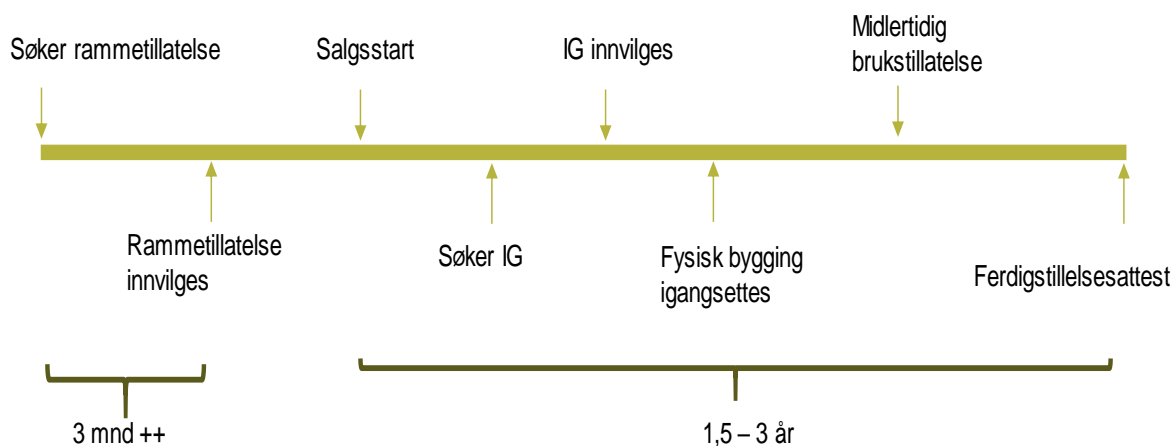 Søker rammetillatelse
Salgsstart
IG innvilges
Midlertidig
brukstillatelse
Rammetillatelse
innvilges
Søker IG
Fysisk bygging
igangsettes
Ferdigstillelsesattest
3 mnd ++
1,5 – 3 år